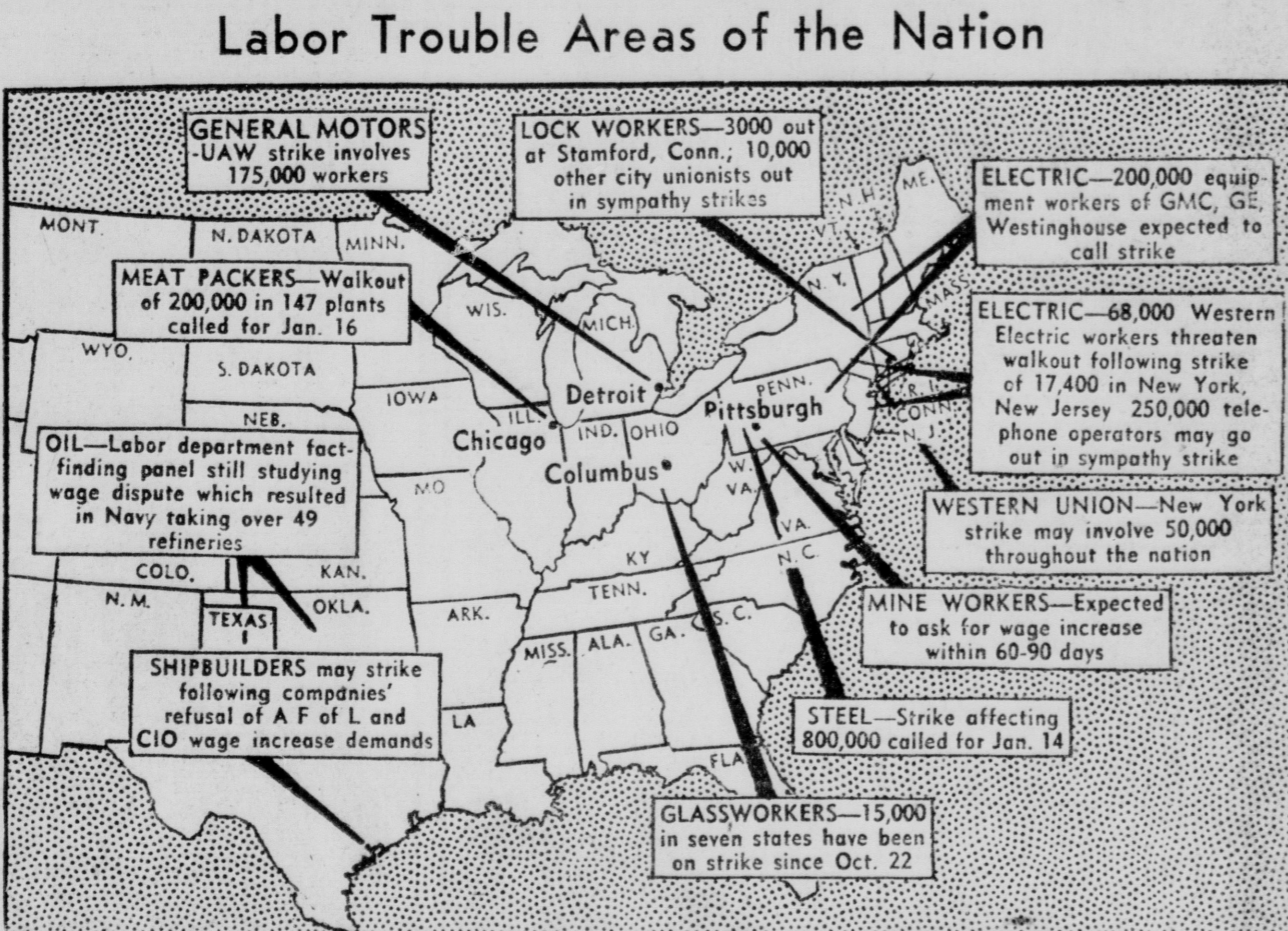 Labor Trouble Areas of the Nation
GENERAL MOTORS
-UAW strike involves
175,000 workers
LOCK WORKERS—3000 out
at Stamford, Conn.; 10,000
other city unionists out
in sympathy strikes
ELECTRIC—200,000 equip-
ment workers of GMC, GE,
Westinghouse expected to
call strike
MEAT PACKERS—Walkout
of 200,000 in 147 plants
called for Jan. 16
ELECTRIC—68,000 Western
Electric workers threaten
walkout following strike
of 17,400 in New York,
New Jersey 250,000 tele-
phone operators may go
out in sympathy strike
OIL—Labor department fact-
finding panel still studying
wage dispute which resulted
in Navy taking over 49
refineries
WESTERN UNION—New York
strike may involve 50,000
throughout the nation
MINE WORKERS—Expected
to ask for wage increase
within 60-90 days
SHIPBUILDERS may strike
following companies'
refusal of A F of L and
CIO wage increase demands
STEEL—Strike affecting
800,000 called for Jan. 14
GLASSWORKERS—15,000
in seven states have been
on strike since Oct. 22
MONT.
N. DAKOTA
MINN.
WIS.
MICH.
N. Y.
VT.
N. H.
ME.
MASS.
WYO.
S. DAKOTA
NEB.
IOWA
ILL.
IND.
OHIO
PENN.
R. I.
CONN.
N. J.
Detroit
Chicago
Columbus
Pittsburgh
MO
W.
VA.
VA.
KY
N. C.
TENN.
COLO.
KAN.
N. M.
TEXAS
OKLA.
ARK.
MISS.
ALA.
GA.
S. C.
LA
FLA